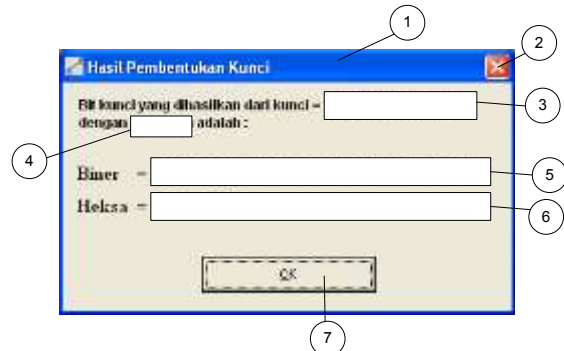 1
2
Hasil Pembentukan Kunci
Bit kunci yang dihasilkan dari kunci =
3
dengan adalah :
4
Biner =
5
Heksa =
6
OK
7